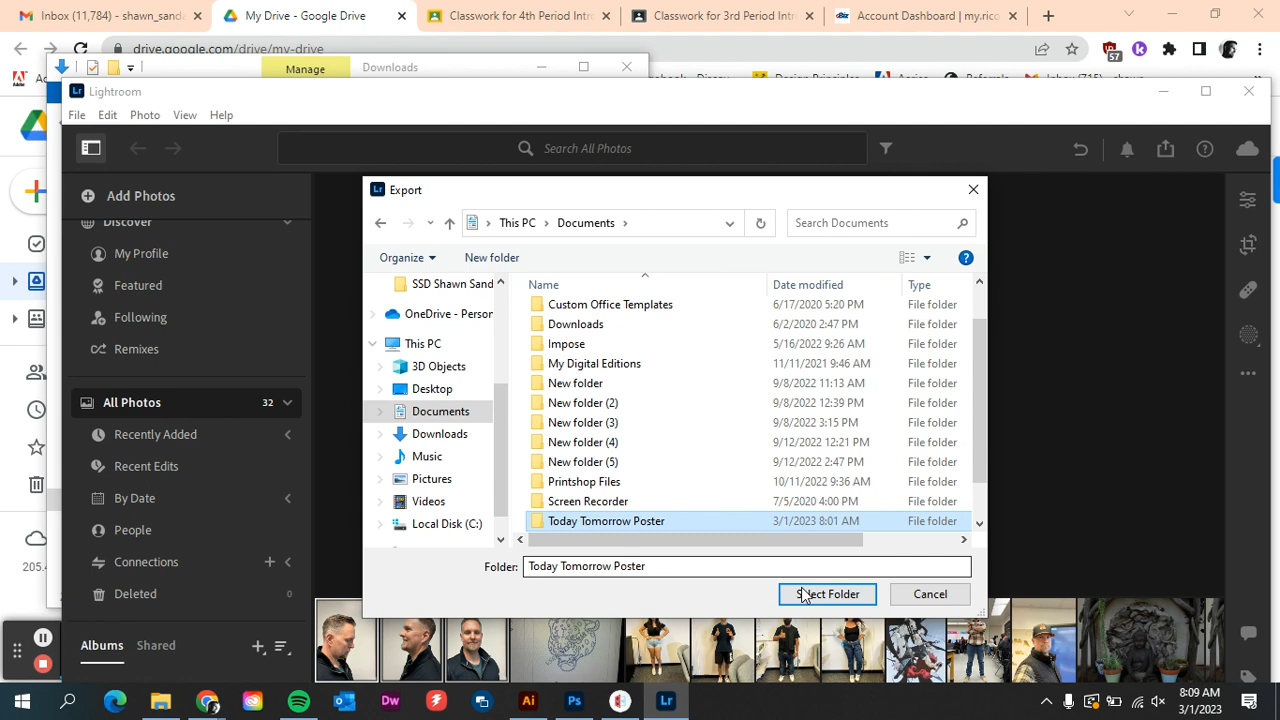 Inbox (11,784) - shawn_sanda
My Drive - Google Drive
Classwork for 4th Period Intro
Classwork for 3rd Period Intro
Account Dashboard | my.rico
drive.google.com/drive/my-drive
57
Manage
Downloads
Lightroom
File Edit Photo View Help
Search All Photos
Add Photos
Discover
My Profile
Featured
Following
Remixes
All Photos 32
Recently Added
Recent Edits
By Date
People
Connections
Deleted 0
Albums Shared
205.4
Export
This PC > Documents >
Search Documents
Organize New folder
SSD Shawn Sand
OneDrive - Person
This PC
3D Objects
Desktop
Documents
Downloads
Music
Pictures
Videos
Local Disk (C:)
Name Date modified Type
Custom Office Templates 6/17/2020 5:20 PM File folder
Downloads 6/2/2020 2:47 PM File folder
Impose 5/16/2022 9:26 AM File folder
My Digital Editions 11/11/2021 9:46 AM File folder
New folder 9/8/2022 11:13 AM File folder
New folder (2) 9/8/2022 12:39 PM File folder
New folder (3) 9/8/2022 3:15 PM File folder
New folder (4) 9/12/2022 12:21 PM File folder
New folder (5) 9/12/2022 2:47 PM File folder
Printshop Files 10/11/2022 9:36 AM File folder
Screen Recorder 7/5/2020 4:00 PM File folder
Today Tomorrow Poster 3/1/2023 8:01 AM File folder
Folder: Today Tomorrow Poster
Select Folder Cancel
8:09 AM
3/1/2023